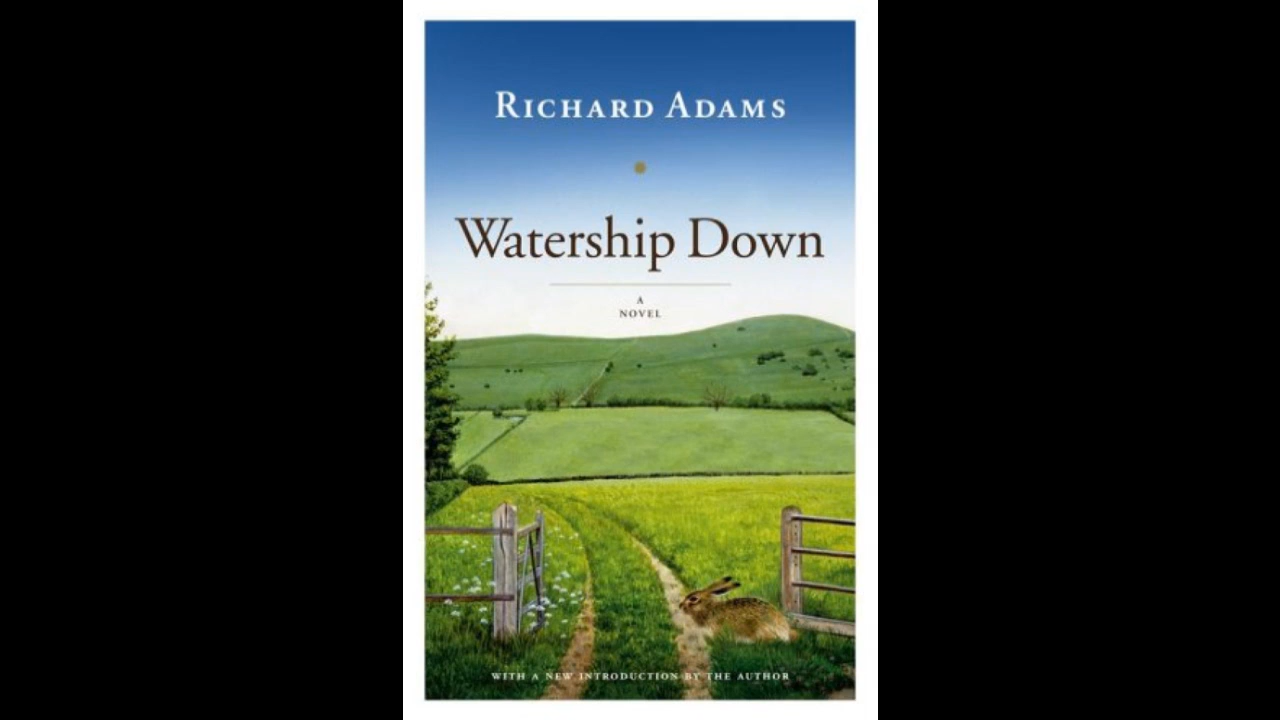 RICHARD ADAMS
Watership Down
A
NOVEL
WITH A NEW INTRODUCTION BY THE AUTHOR